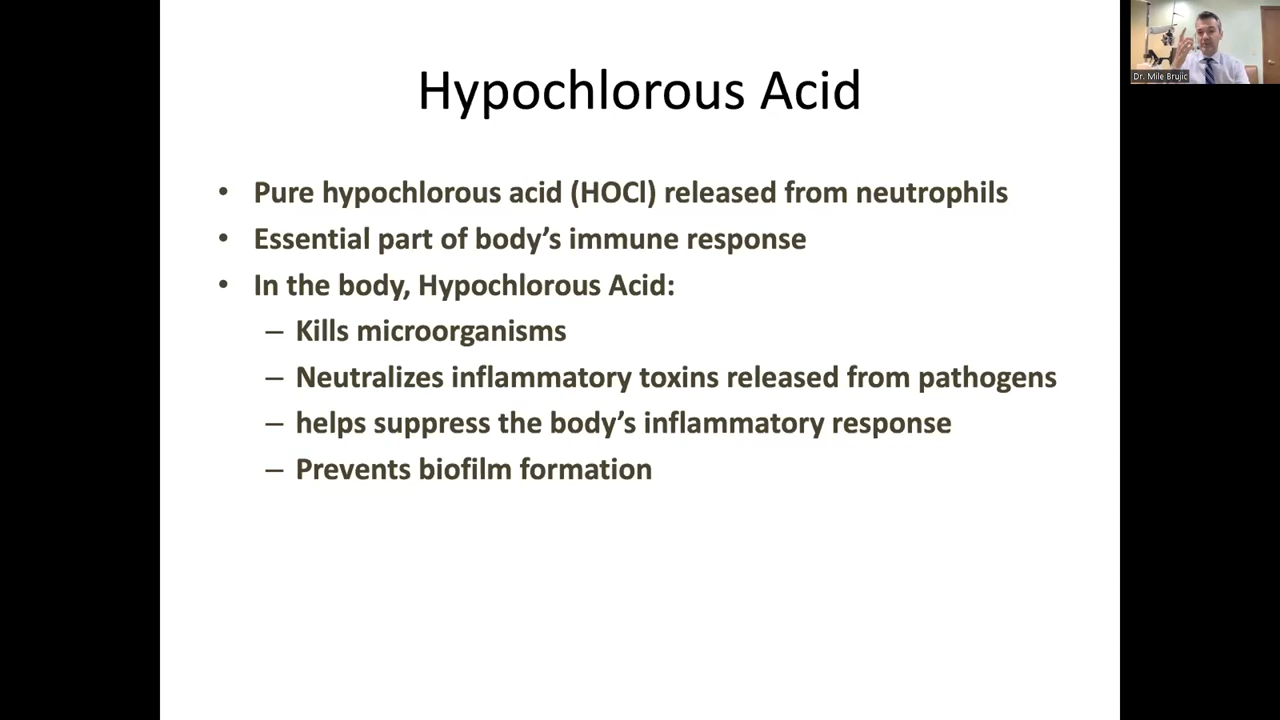 Hypochlorous Acid
• Pure hypochlorous acid (HOCl) released from neutrophils
• Essential part of body’s immune response
• In the body, Hypochlorous Acid:
– Kills microorganisms
– Neutralizes inflammatory toxins released from pathogens
– helps suppress the body’s inflammatory response
– Prevents biofilm formation
Dr. Mile Brujic